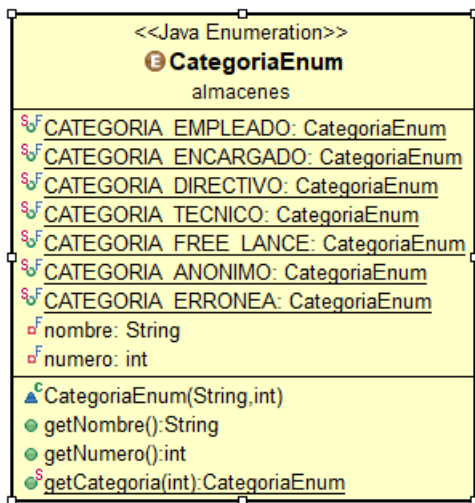 <<Java Enumeration>>
E CategoriaEnum
almacenes
S F CATEGORIA_EMPLEADO: CategoriaEnum
S F CATEGORIA_ENCARGADO: CategoriaEnum
S F CATEGORIA_DIRECTIVO: CategoriaEnum
S F CATEGORIA_TECNICO: CategoriaEnum
S F CATEGORIA_FREE_LANCE: CategoriaEnum
S F CATEGORIA_ANONIMO: CategoriaEnum
S F CATEGORIA_ERRONEA: CategoriaEnum
F nombre: String
F numero: int
C CategoriaEnum(String,int)
getNombre():String
getNumero():int
S getCategoria(int):CategoriaEnum